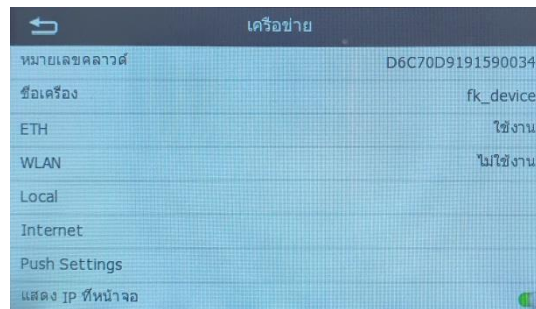 เครือข่าย
หมายเลขคลาวด์ D6C70D9191590034
ชื่อเครื่อง fk_device
ETH ใช้งาน
WLAN ไม่ใช้งาน
Local
Internet
Push Settings
แสดง IP ที่หน้าจอ